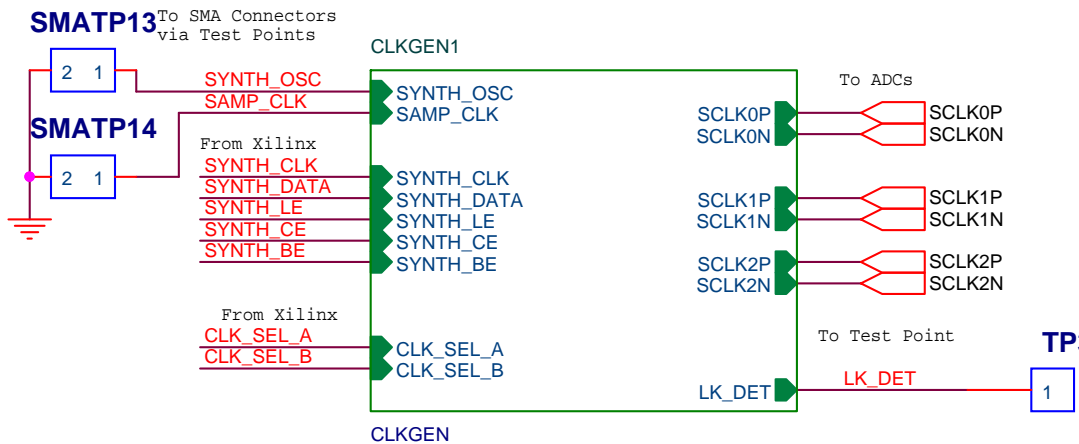 SMATP13
To SMA Connectors
via Test Points
2 1
SYNTH_OSC
SAMP_CLK
SMATP14
2 1
From Xilinx
SYNTH_CLK
SYNTH_DATA
SYNTH_LE
SYNTH_CE
SYNTH_BE
From Xilinx
CLK_SEL_A
CLK_SEL_B
CLKGEN1
SYNTH_OSC
SAMP_CLK
SYNTH_CLK
SYNTH_DATA
SYNTH_LE
SYNTH_CE
SYNTH_BE
CLK_SEL_A
CLK_SEL_B
SCLK0P
SCLK0N
SCLK1P
SCLK1N
SCLK2P
SCLK2N
LK_DET
CLKGEN
To ADCs
SCLK0P
SCLK0N
SCLK1P
SCLK1N
SCLK2P
SCLK2N
To Test Point
LK_DET
1